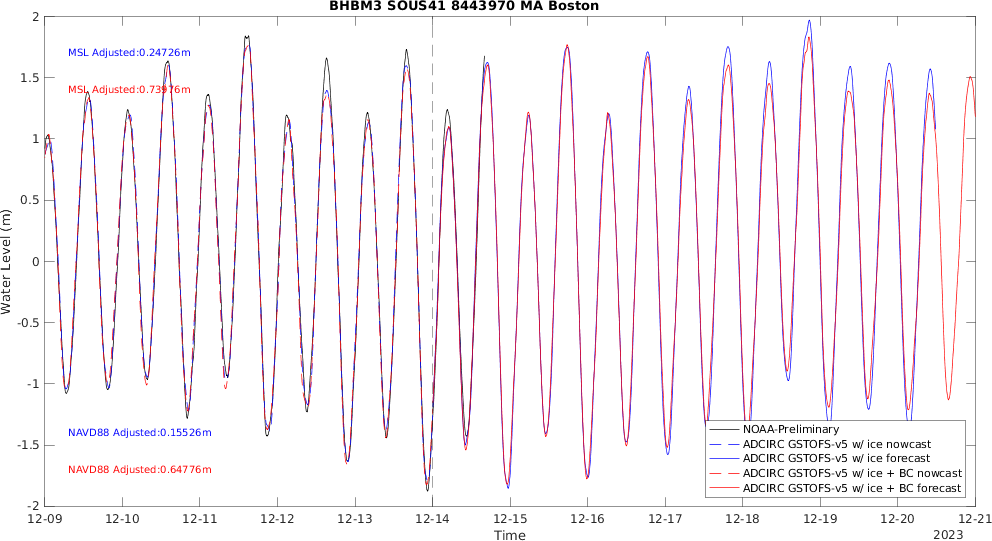 BHBM3 SOUS41 8443970 MA Boston
MSL Adjusted:0.24726m
MSL Adjusted:0.73976m
NAVD88 Adjusted:0.15526m
NAVD88 Adjusted:0.64776m
Water Level (m)
2
1.5
1
0.5
0
-0.5
-1
-1.5
-2
NOAA-Preliminary
ADCIRC GSTOFS-v5 w/ ice nowcast
ADCIRC GSTOFS-v5 w/ ice forecast
ADCIRC GSTOFS-v5 w/ ice + BC nowcast
ADCIRC GSTOFS-v5 w/ ice + BC forecast
12-09 12-10 12-11 12-12 12-13 12-14 12-15 12-16 12-17 12-18 12-19 12-20 12-21
Time
2023